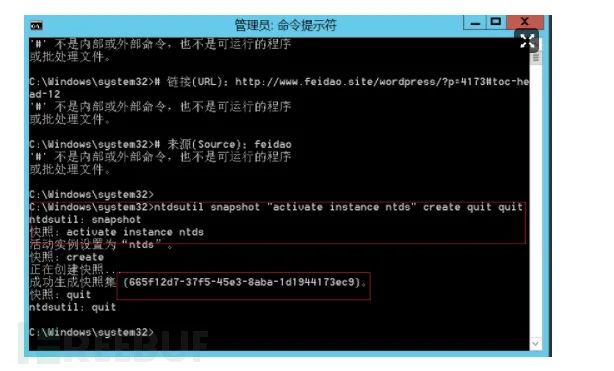 管理员: 命令提示符
'#' 不是内部或外部命令，也不是可运行的程序
或批处理文件。
C:\Windows\system32># 链接(URL)：http://www.feidao.site/wordpress/?p=4173#toc-he
ad-12
'#' 不是内部或外部命令，也不是可运行的程序
或批处理文件。
C:\Windows\system32># 来源(Source)：feidao
'#' 不是内部或外部命令，也不是可运行的程序
或批处理文件。
C:\Windows\system32>
C:\Windows\system32>ntdsutil snapshot "activate instance ntds" create quit quit
ntdsutil: snapshot
快照: activate instance ntds
活动实例设置为“ntds”。
快照: create
正在创建快照...
成功生成快照集 {665f12d7-37f5-45e3-8aba-1d1944173ec9}。
快照: quit
ntdsutil: quit
C:\Windows\system32>
FREEBUF